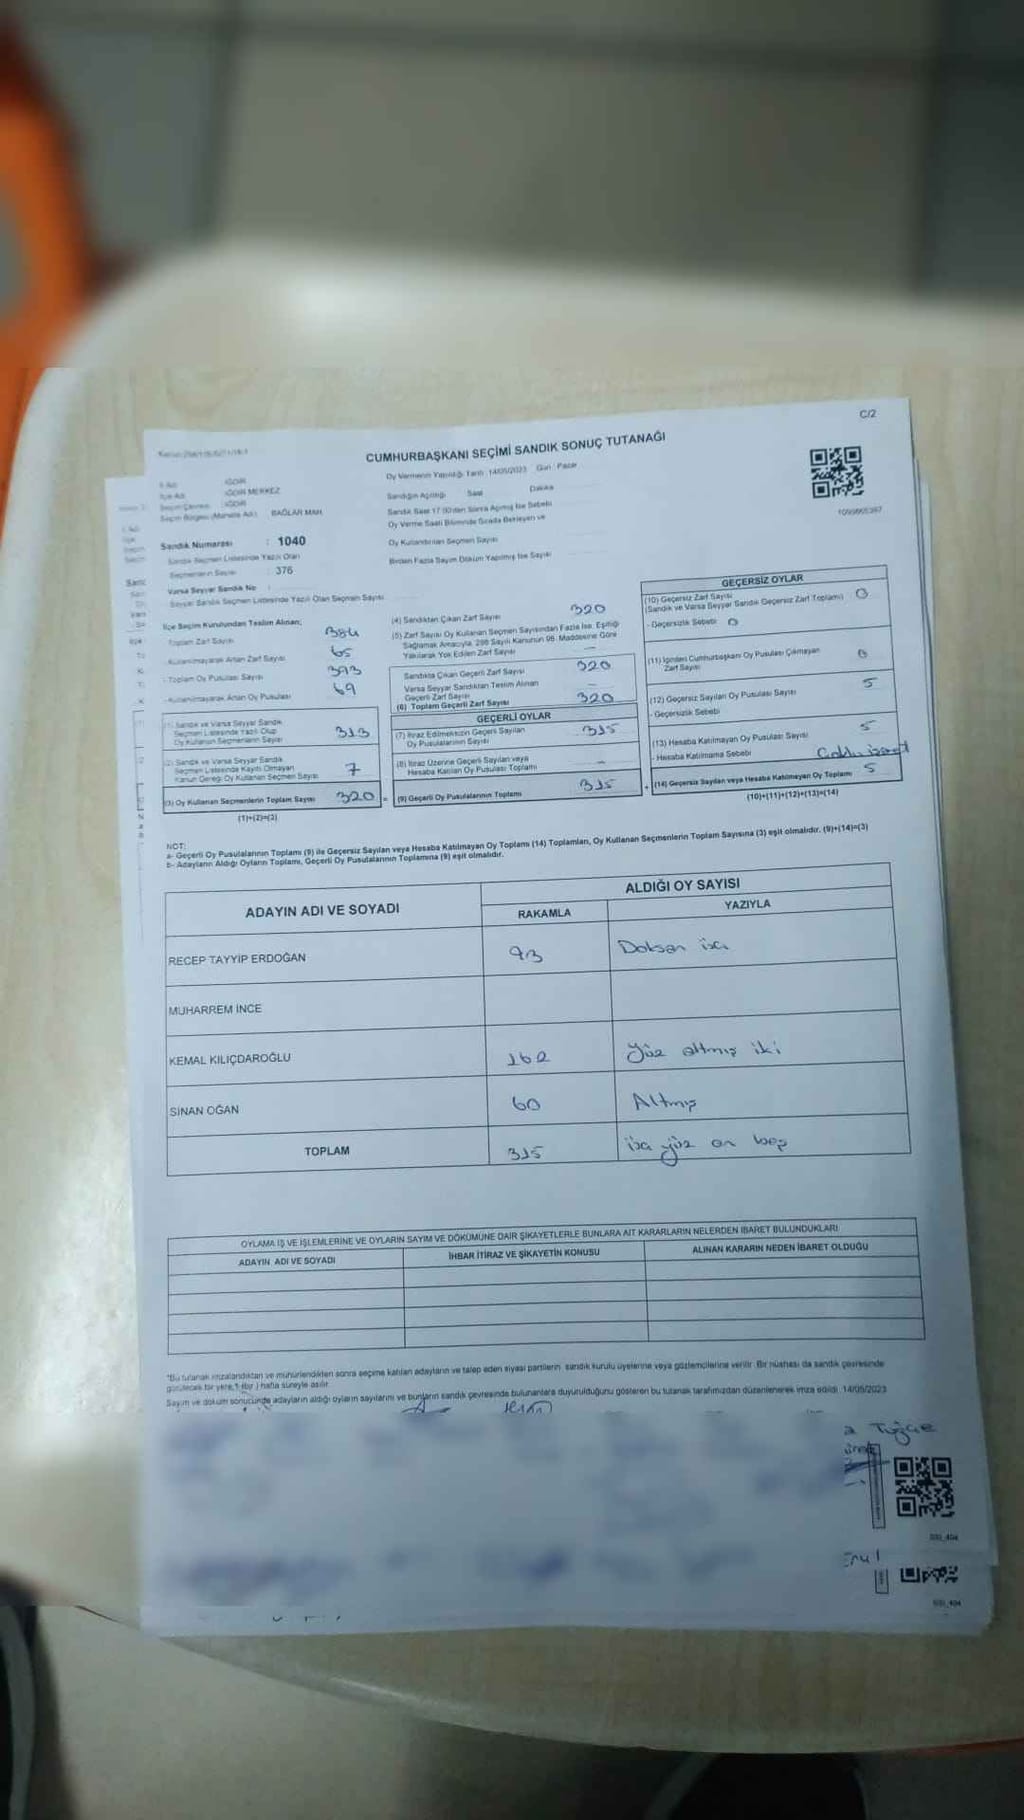 C/2
CUMHURBAŞKANI SEÇİMİ SANDIK SONUÇ TUTANAĞI
Oy Vermenin Yapıldığı Tarih : 14/05/2023 Gün : Pazar
İli Adı : IĞDIR
İlçe Adı : IĞDIR MERKEZ
Seçim Çevresi : IĞDIR
Seçim Bölgesi (Mahalle Adı) : BAĞLAR MAH.
Sandık Numarası : 1040
Sandık Seçmen Listesinde Yazılı Olan
Seçmenlerin Sayısı : 376
Varsa Seyyar Sandık No :
Seyyar Sandık Seçmen Listesinde Yazılı Olan Seçmen Sayısı
Sandığın Açıldığı Saat Dakika
Sandık Saat 17.00'den Sonra Açılmış İse Sebebi
Oy Verme Saati Bitiminde Sırada Bekleyen ve
Oy Kullandırılan Seçmen Sayısı
Birden Fazla Sayım Döküm Yapılmış İse Sayısı
İlçe Seçim Kurulundan Teslim Alınan;
Toplam Zarf Sayısı 384
- Kullanılmayarak Artan Zarf Sayısı 65
- Toplam Oy Pusulası Sayısı 393
- Kullanılmayarak Artan Oy Pusulası 69
(1) Sandık ve Varsa Seyyar Sandık
Seçmen Listesinde Yazılı Olup
Oy Kullanan Seçmenlerin Sayısı 313
(2) Sandık ve Varsa Seyyar Sandık
Seçmen Listesinde Kayıtlı Olmayan
Kanun Gereği Oy Kullanan Seçmen Sayısı 7
(3) Oy Kullanan Seçmenlerin Toplam Sayısı 320 =
(1)+(2)=(3)
(4) Sandıktan Çıkan Zarf Sayısı 320
(5) Zarf Sayısı Oy Kullanan Seçmen Sayısından Fazla İse, Eşitliği
Sağlamak Amacıyla, 298 Sayılı Kanunun 98. Maddesine Göre
Yakılarak Yok Edilen Zarf Sayısı —
Sandıkta Çıkan Geçerli Zarf Sayısı 320
Varsa Seyyar Sandıktan Teslim Alınan
Geçerli Zarf Sayısı —
(6) Toplam Geçerli Zarf Sayısı 320
GEÇERLİ OYLAR
(7) İtiraz Edilmeksizin Geçerli Sayılan
Oy Pusulalarının Sayısı 315
(8) İtiraz Üzerine Geçerli Sayılan veya
Hesaba Katılan Oy Pusulası Toplamı —
(9) Geçerli Oy Pusulalarının Toplamı 315 +
GEÇERSİZ OYLAR
(10) Geçersiz Zarf Sayısı
(Sandık ve Varsa Seyyar Sandık Geçersiz Zarf Toplamı) 0
- Geçersizlik Sebebi 0
(11) İçinden Cumhurbaşkanı Oy Pusulası Çıkmayan
Zarf Sayısı 0
(12) Geçersiz Sayılan Oy Pusulası Sayısı 5
- Geçersizlik Sebebi
(13) Hesaba Katılmayan Oy Pusulası Sayısı 5
- Hesaba Katılmama Sebebi
(14) Geçersiz Sayılan veya Hesaba Katılmayan Oy Toplamı 5
(10)+(11)+(12)+(13)=(14)
NOT:
a- Geçerli Oy Pusulalarının Toplamı (9) ile Geçersiz Sayılan veya Hesaba Katılmayan Oy Toplamı (14) Toplamları, Oy Kullanan Seçmenlerin Toplam Sayısına (3) eşit olmalıdır. (9)+(14)=(3)
b- Adayların Aldığı Oyların Toplamı, Geçerli Oy Pusulalarının Toplamına (9) eşit olmalıdır.
ADAYIN ADI VE SOYADI
ALDIĞI OY SAYISI
RAKAMLA YAZIYLA
RECEP TAYYİP ERDOĞAN 93 Doksan
MUHARREM İNCE
KEMAL KILIÇDAROĞLU 162 Yüz altmış iki
SİNAN OĞAN 60 Altmış
TOPLAM 315 yüz on beş
OYLAMA İŞ VE İŞLEMLERİNE VE OYLARIN SAYIM VE DÖKÜMÜNE DAİR ŞİKAYETLERLE BUNLARA AİT KARARLARIN NELERDEN İBARET BULUNDUKLARI
ADAYIN ADI VE SOYADI İHBAR İTİRAZ VE ŞİKAYETİN KONUSU ALINAN KARARIN NEDEN İBARET OLDUĞU
*Bu tutanak imzalandıktan ve mühürlendikten sonra seçime katılan adayların ve talep eden siyasi partilerin sandık kurulu üyelerine veya gözlemcilerine verilir. Bir nüshası da sandık çevresinde
görülecek bir yere 1 (bir) hafta süreyle asılır.
Sayım ve döküm sonucunda adayların aldığı oyların sayılarını ve bunların sandık çevresinde bulunanlara duyurulduğunu gösteren bu tutanak tarafımızdan düzenlenerek imza edildi. 14/05/2023
Tuğçe